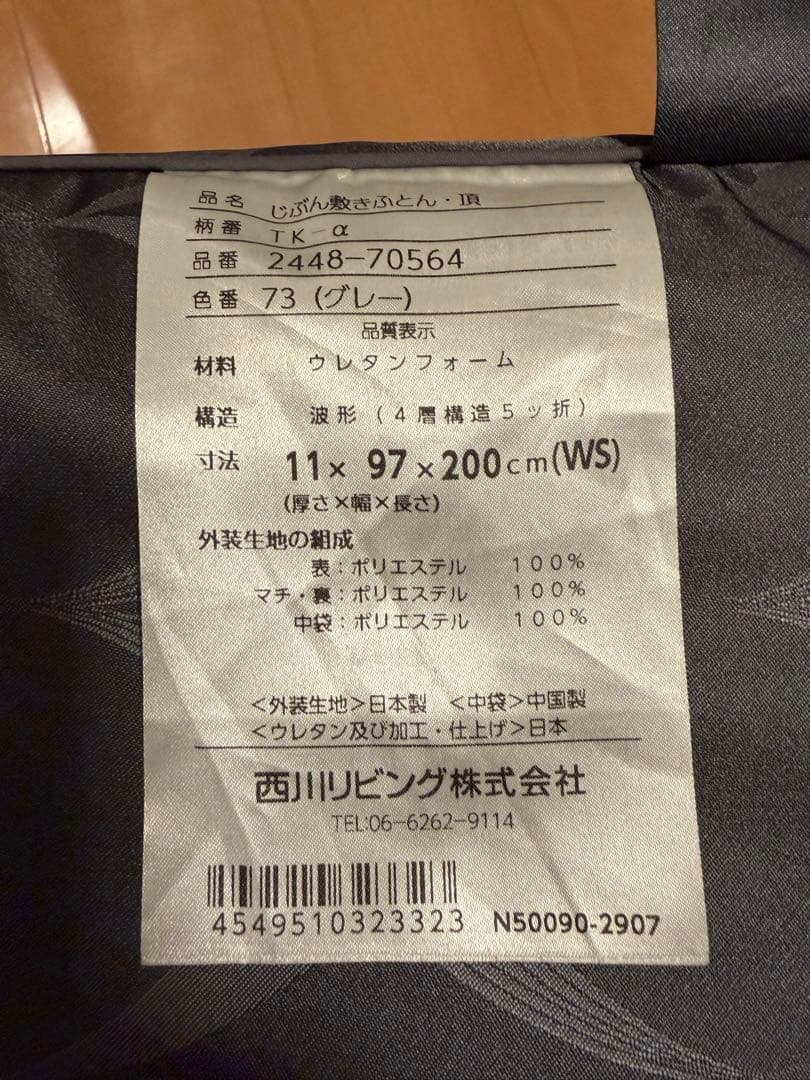 品名 じぶん敷きふとん・頂
柄番 TK-α
品番 2448-70564
色番 73 (グレー)
品質表示
材料 ウレタンフォーム
構造 波形(4層構造5ッ折)
寸法 11×97×200cm(WS)
(厚さ×幅×長さ)
外装生地の組成
表:ポリエステル 100%
マチ・裏:ポリエステル 100%
中袋:ポリエステル 100%
<外装生地>日本製 <中袋>中国製
<ウレタン及び加工・仕上げ>日本
西川リビング株式会社
TEL:06-6262-9114
4549510323323 N50090-2907